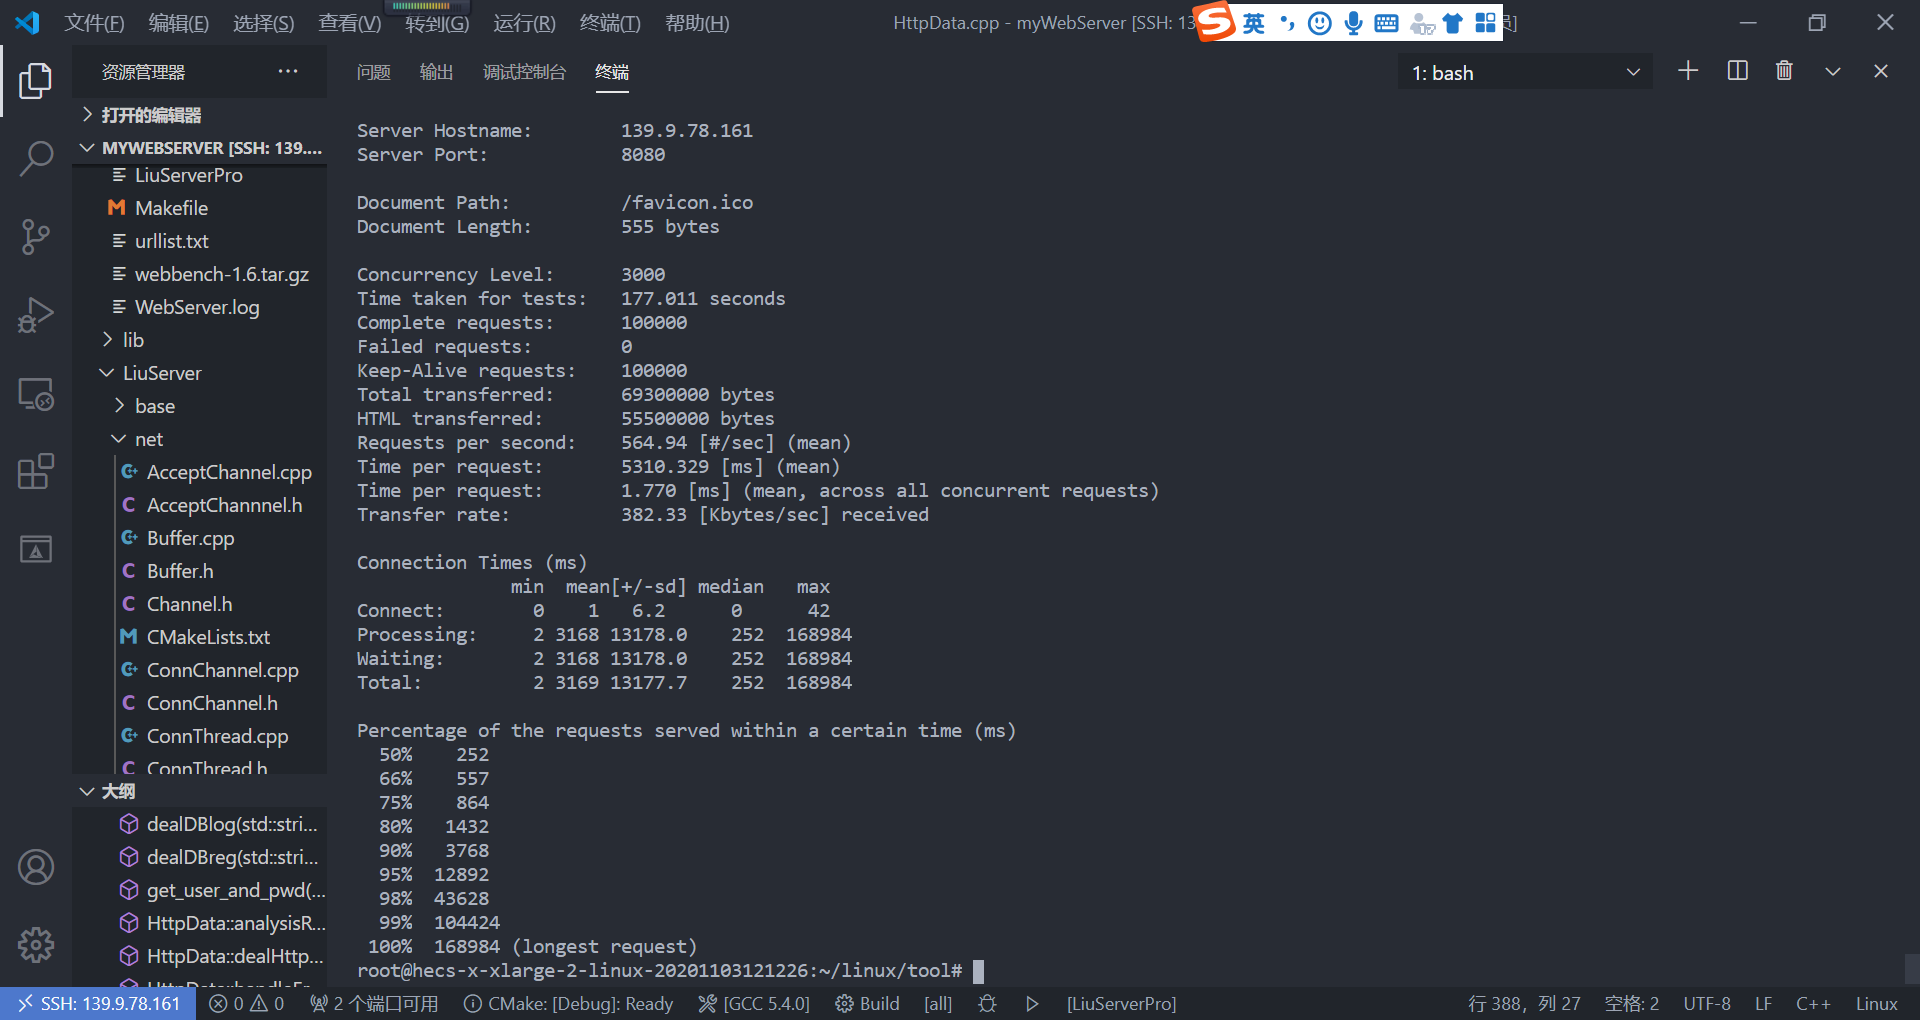 文件(F) 编辑(E) 选择(S) 查看(V) 转到(G) 运行(R) 终端(T) 帮助(H)
HttpData.cpp - myWebServer [SSH: 13
英
资源管理器
打开的编辑器
MYWEBSERVER [SSH: 139....
LiuServerPro
Makefile
urllist.txt
webbench-1.6.tar.gz
WebServer.log
lib
LiuServer
base
net
AcceptChannel.cpp
AcceptChannnel.h
Buffer.cpp
Buffer.h
Channel.h
CMakeLists.txt
ConnChannel.cpp
ConnChannel.h
ConnThread.cpp
ConnThread.h
大纲
dealDBlog(std::stri...
dealDBreg(std::stri...
get_user_and_pwd(...
HttpData::analysisR...
HttpData::dealHttp...
问题 输出 调试控制台 终端
1: bash
Server Hostname: 139.9.78.161
Server Port: 8080
Document Path: /favicon.ico
Document Length: 555 bytes
Concurrency Level: 3000
Time taken for tests: 177.011 seconds
Complete requests: 100000
Failed requests: 0
Keep-Alive requests: 100000
Total transferred: 69300000 bytes
HTML transferred: 55500000 bytes
Requests per second: 564.94 [#/sec] (mean)
Time per request: 5310.329 [ms] (mean)
Time per request: 1.770 [ms] (mean, across all concurrent requests)
Transfer rate: 382.33 [Kbytes/sec] received
Connection Times (ms)
min mean[+/-sd] median max
Connect: 0 1 6.2 0 42
Processing: 2 3168 13178.0 252 168984
Waiting: 2 3168 13178.0 252 168984
Total: 2 3169 13177.7 252 168984
Percentage of the requests served within a certain time (ms)
50% 252
66% 557
75% 864
80% 1432
90% 3768
95% 12892
98% 43628
99% 104424
100% 168984 (longest request)
root@hecs-x-xlarge-2-linux-20201103121226:~/linux/tool#
SSH: 139.9.78.161 0 0 2 个端口可用 CMake: [Debug]: Ready [GCC 5.4.0] Build [all] [LiuServerPro] 行 388，列 27 空格: 2 UTF-8 LF C++ Linux